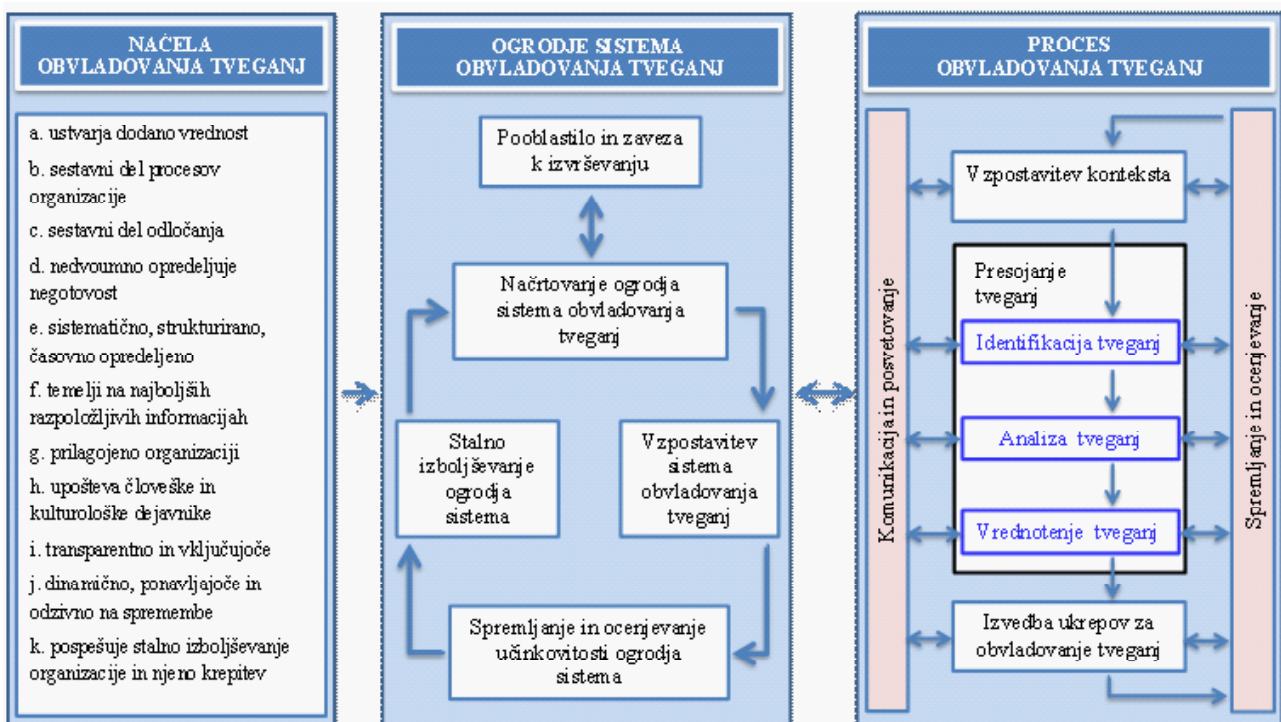 NAČELA
OBVLADOVANJA TVEGANJ
a. ustvarja dodano vrednost
b. sestavni del procesov
organizacije
c. sestavni del odločanja
d. nedvoumno opredeljuje
negotovost
e. sistematično, strukturirano,
časovno opredeljeno
f. temelji na najboljših
razpoložljivih informacijah
g. prilagojeno organizaciji
h. upošteva človeške in
kulturološke dejavnike
i. transparentno in vključujoče
j. dinamično, ponavljajoče in
odzivno na spremembe
k. pospešuje stalno izboljševanje
organizacije in njeno krepitev
OGRODJE SISTEMA
OBVLADOVANJA TVEGANJ
Pooblastilo in zaveza
k izvrševanju
Načrtovanje ogrodja
sistema obvladovanja
tveganj
Stalno
izboljševanje
ogrodja
sistema
Vzpostavitev
sistema
obvladovanja
tveganj
Spremljanje in ocenjevanje
učinkovitosti ogrodja
sistema
PROCES
OBVLADOVANJA TVEGANJ
Komunikacija in posvetovanje
Vzpostavitev konteksta
Presojanje
tveganj
Identifikacija tveganj
Analiza tveganj
Vrednotenje tveganj
Izvedba ukrepov za
obvladovanje tveganj
Spremljanje in ocenjevanje